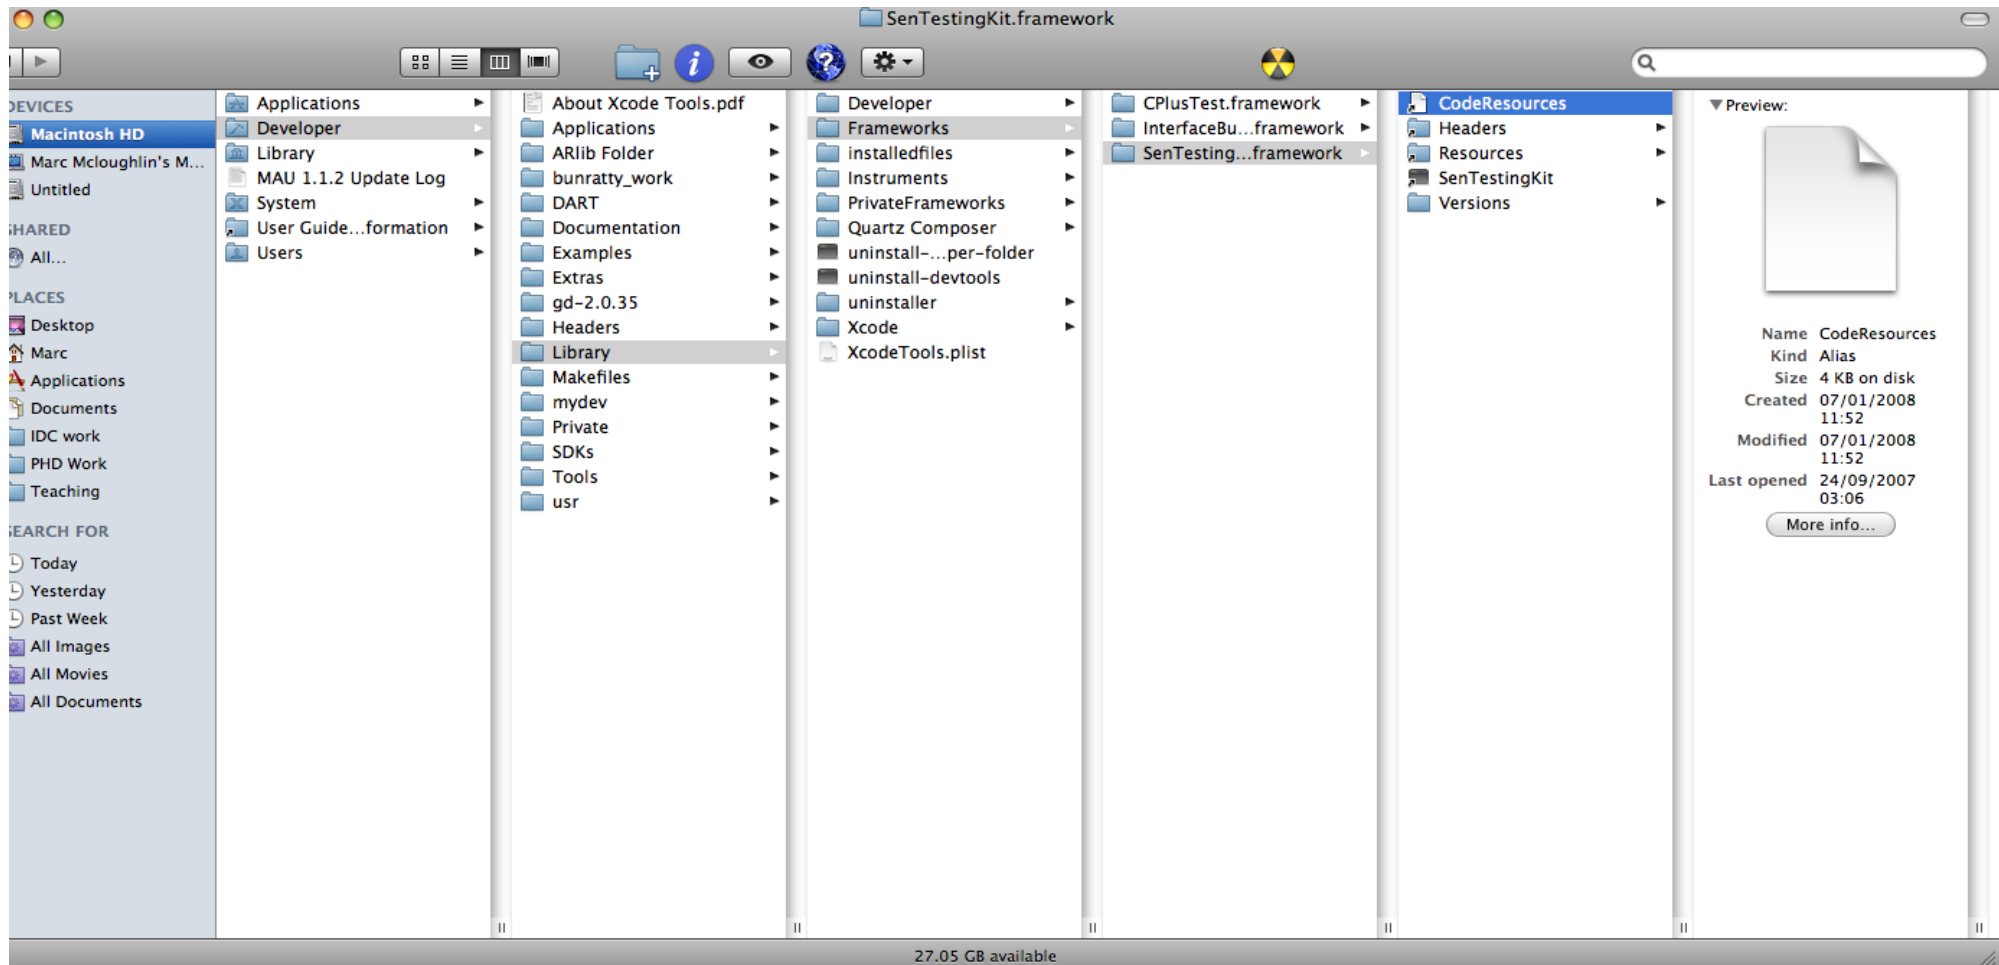 SenTestingKit.framework
DEVICES
Macintosh HD
Marc Mcloughlin's M...
Untitled
SHARED
All...
PLACES
Desktop
Marc
Applications
Documents
IDC work
PHD Work
Teaching
SEARCH FOR
Today
Yesterday
Past Week
All Images
All Movies
All Documents
Applications
Developer
Library
MAU 1.1.2 Update Log
System
User Guide...formation
Users
About Xcode Tools.pdf
Applications
ARlib Folder
bunratty_work
DART
Documentation
Examples
Extras
gd-2.0.35
Headers
Library
Makefiles
mydev
Private
SDKs
Tools
usr
Developer
Frameworks
installedfiles
Instruments
PrivateFrameworks
Quartz Composer
uninstall-...per-folder
uninstall-devtools
uninstaller
Xcode
XcodeTools.plist
CPlusTest.framework
InterfaceBu...framework
SenTesting...framework
CodeResources
Headers
Resources
SenTestingKit
Versions
Preview:
Name CodeResources
Kind Alias
Size 4 KB on disk
Created 07/01/2008
11:52
Modified 07/01/2008
11:52
Last opened 24/09/2007
03:06
More info...
27.05 GB available